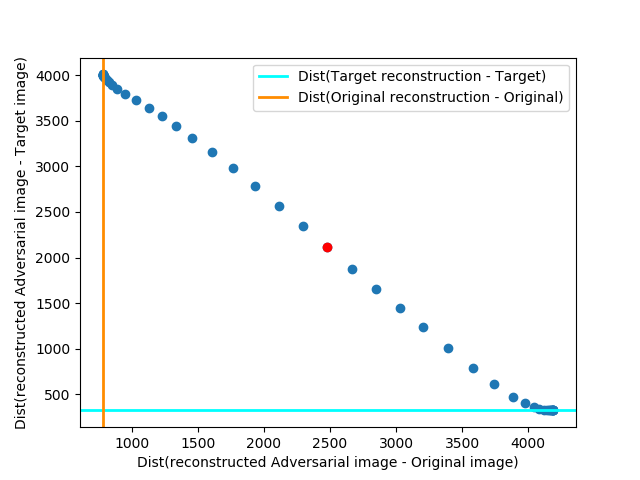 Dist(Target reconstruction - Target)
Dist(Original reconstruction - Original)
Dist(reconstructed Adversarial image - Target image)
4000
3500
3000
2500
2000
1500
1000
500
1000 1500 2000 2500 3000 3500 4000
Dist(reconstructed Adversarial image - Original image)